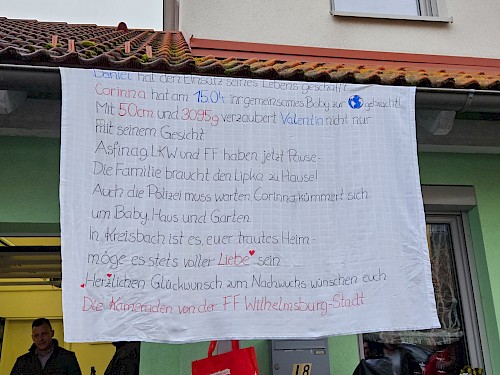 Daniel hat den Einsatz seines Lebens geschafft
Corinna hat am 15.04 ihr gemeinsames Baby zur gebracht!
Mit 50cm und 3095g verzaubert Valentin nicht nur
mit seinem Gesicht
Asfinag, LKW und FF haben jetzt Pause-
Die Familie braucht den Lipka zu Hause!
Auch die Polizei muss warten Corinna kümmert sich
um Baby, Haus und Garten.
In Kreisbach ist es, euer trautes Heim-
möge es stets voller Liebe sein
Herzlichen Glückwunsch zum Nachwuchs wünschen euch
Die Kameraden von der FF Wilhelmsburg-Stadt
18